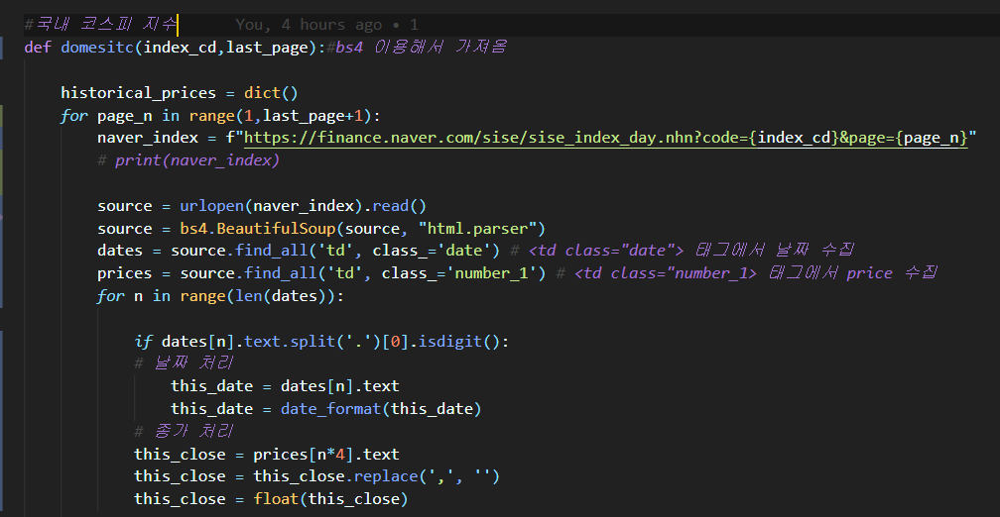 #국내 코스피 지수 You, 4 hours ago • 1
def domesitc(index_cd,last_page):#bs4 이용해서 가져옴
historical_prices = dict()
for page_n in range(1,last_page+1):
naver_index = f"https://finance.naver.com/sise/sise_index_day.nhn?code={index_cd}&page={page_n}"
# print(naver_index)
source = urlopen(naver_index).read()
source = bs4.BeautifulSoup(source, "html.parser")
dates = source.find_all('td', class_='date') # <td class="date"> 태그에서 날짜 수집
prices = source.find_all('td', class_='number_1') # <td class="number_1> 태그에서 price 수집
for n in range(len(dates)):
if dates[n].text.split('.')[0].isdigit():
# 날짜 처리
this_date = dates[n].text
this_date = date_format(this_date)
# 종가 처리
this_close = prices[n*4].text
this_close = this_close.replace(',', '')
this_close = float(this_close)